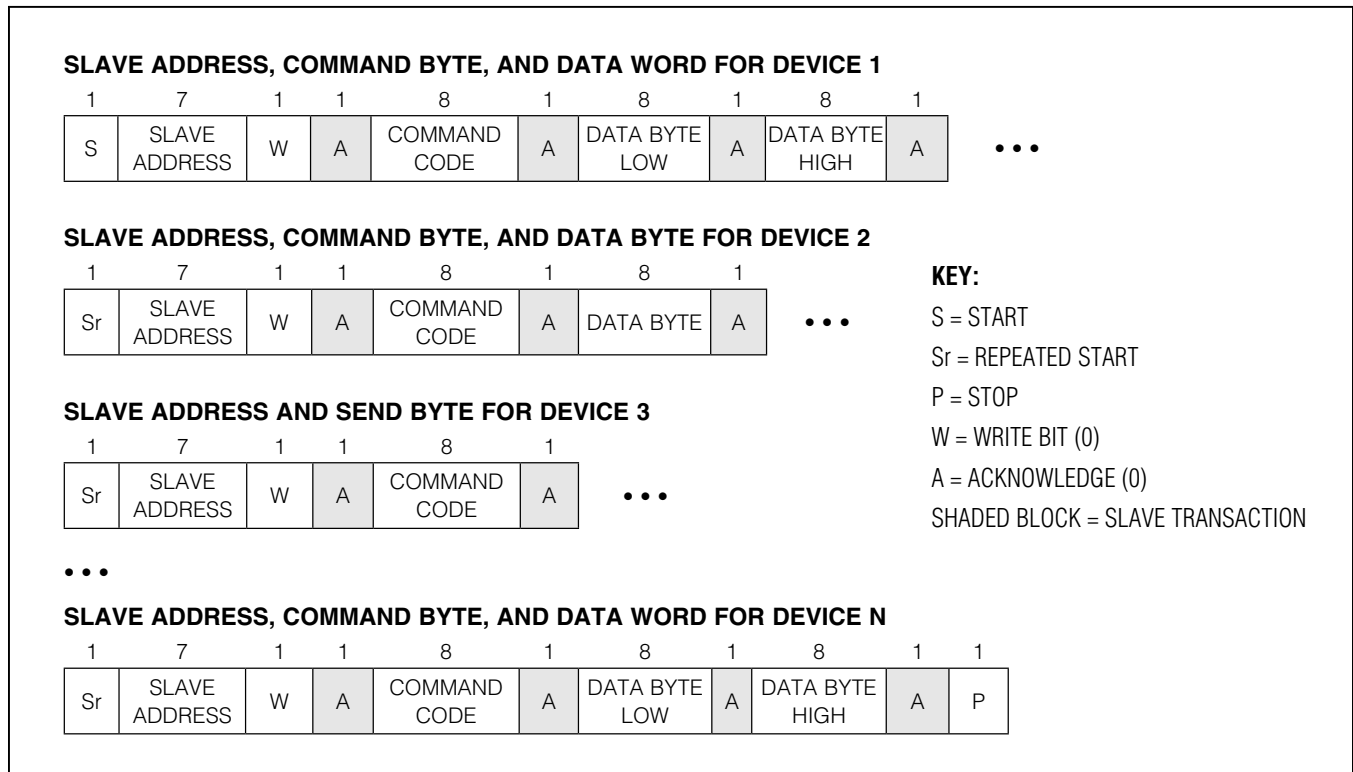 SLAVE ADDRESS, COMMAND BYTE, AND DATA WORD FOR DEVICE 1
1 7 1 1 8 1 8 1 8 1
S SLAVE ADDRESS W A COMMAND CODE A DATA BYTE LOW A DATA BYTE HIGH A •••
SLAVE ADDRESS, COMMAND BYTE, AND DATA BYTE FOR DEVICE 2
1 7 1 1 8 1 8 1
Sr SLAVE ADDRESS W A COMMAND CODE A DATA BYTE A •••
SLAVE ADDRESS AND SEND BYTE FOR DEVICE 3
1 7 1 1 8 1
Sr SLAVE ADDRESS W A COMMAND CODE A •••
•••
SLAVE ADDRESS, COMMAND BYTE, AND DATA WORD FOR DEVICE N
1 7 1 1 8 1 8 1 8 1 1
Sr SLAVE ADDRESS W A COMMAND CODE A DATA BYTE LOW A DATA BYTE HIGH A P
KEY:
S = START
Sr = REPEATED START
P = STOP
W = WRITE BIT (0)
A = ACKNOWLEDGE (0)
SHADED BLOCK = SLAVE TRANSACTION